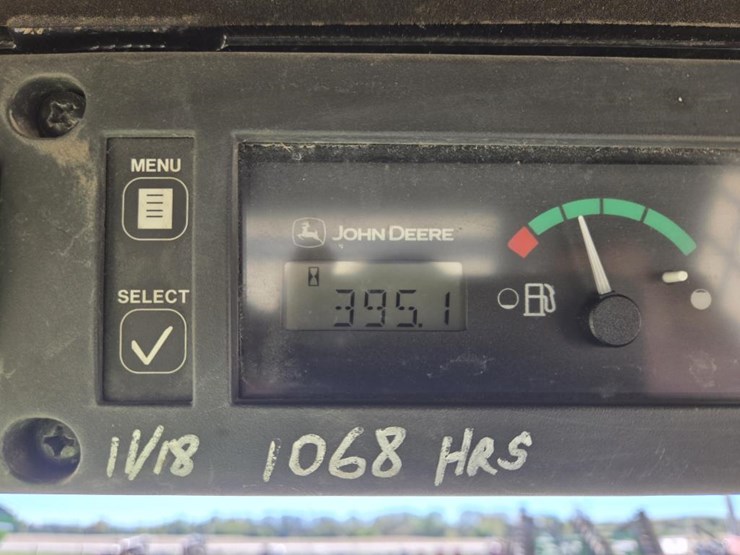 MENU
JOHN DEERE
395.1
SELECT
11/18 1068 HRS